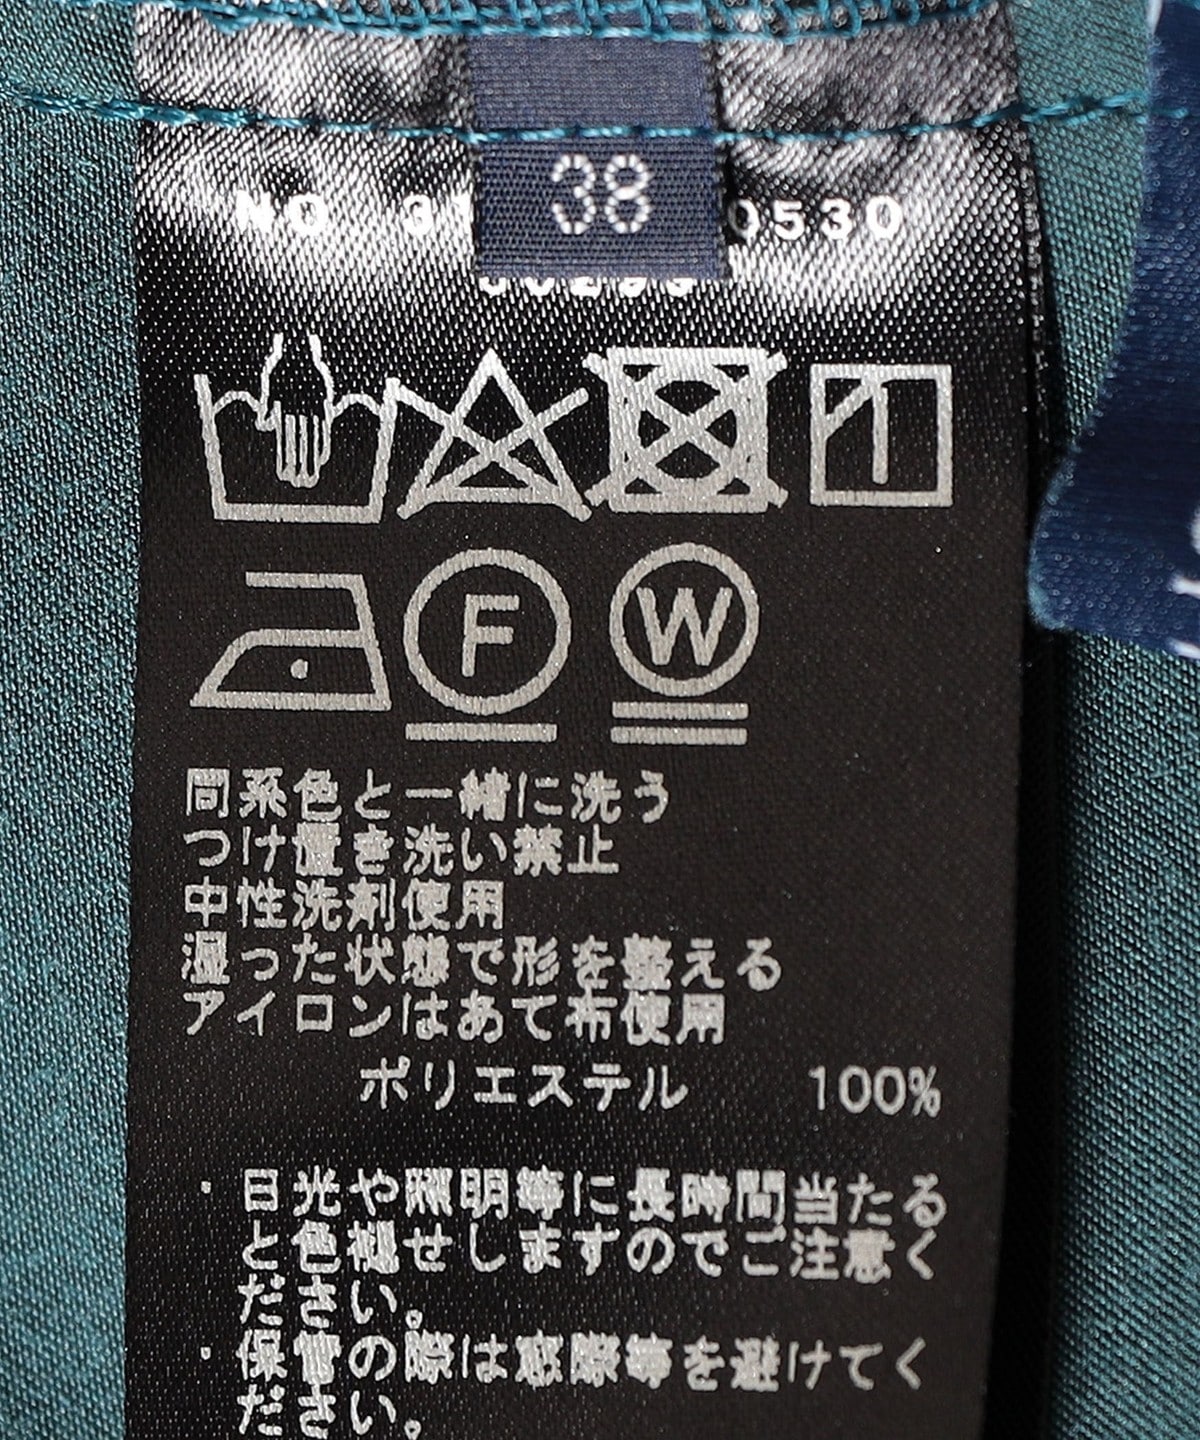 38
NO 3
0530
F
W
同系色と一緒に洗う
つけ置き洗い禁止
中性洗剤使用
湿った状態で形を整える
アイロンはあて布使用
ポリエステル 100%
・日光や照明等に長時間当たる
と色褪せしますのでご注意く
ださい。
・保管の際は窓際等を避けてく
ださい。